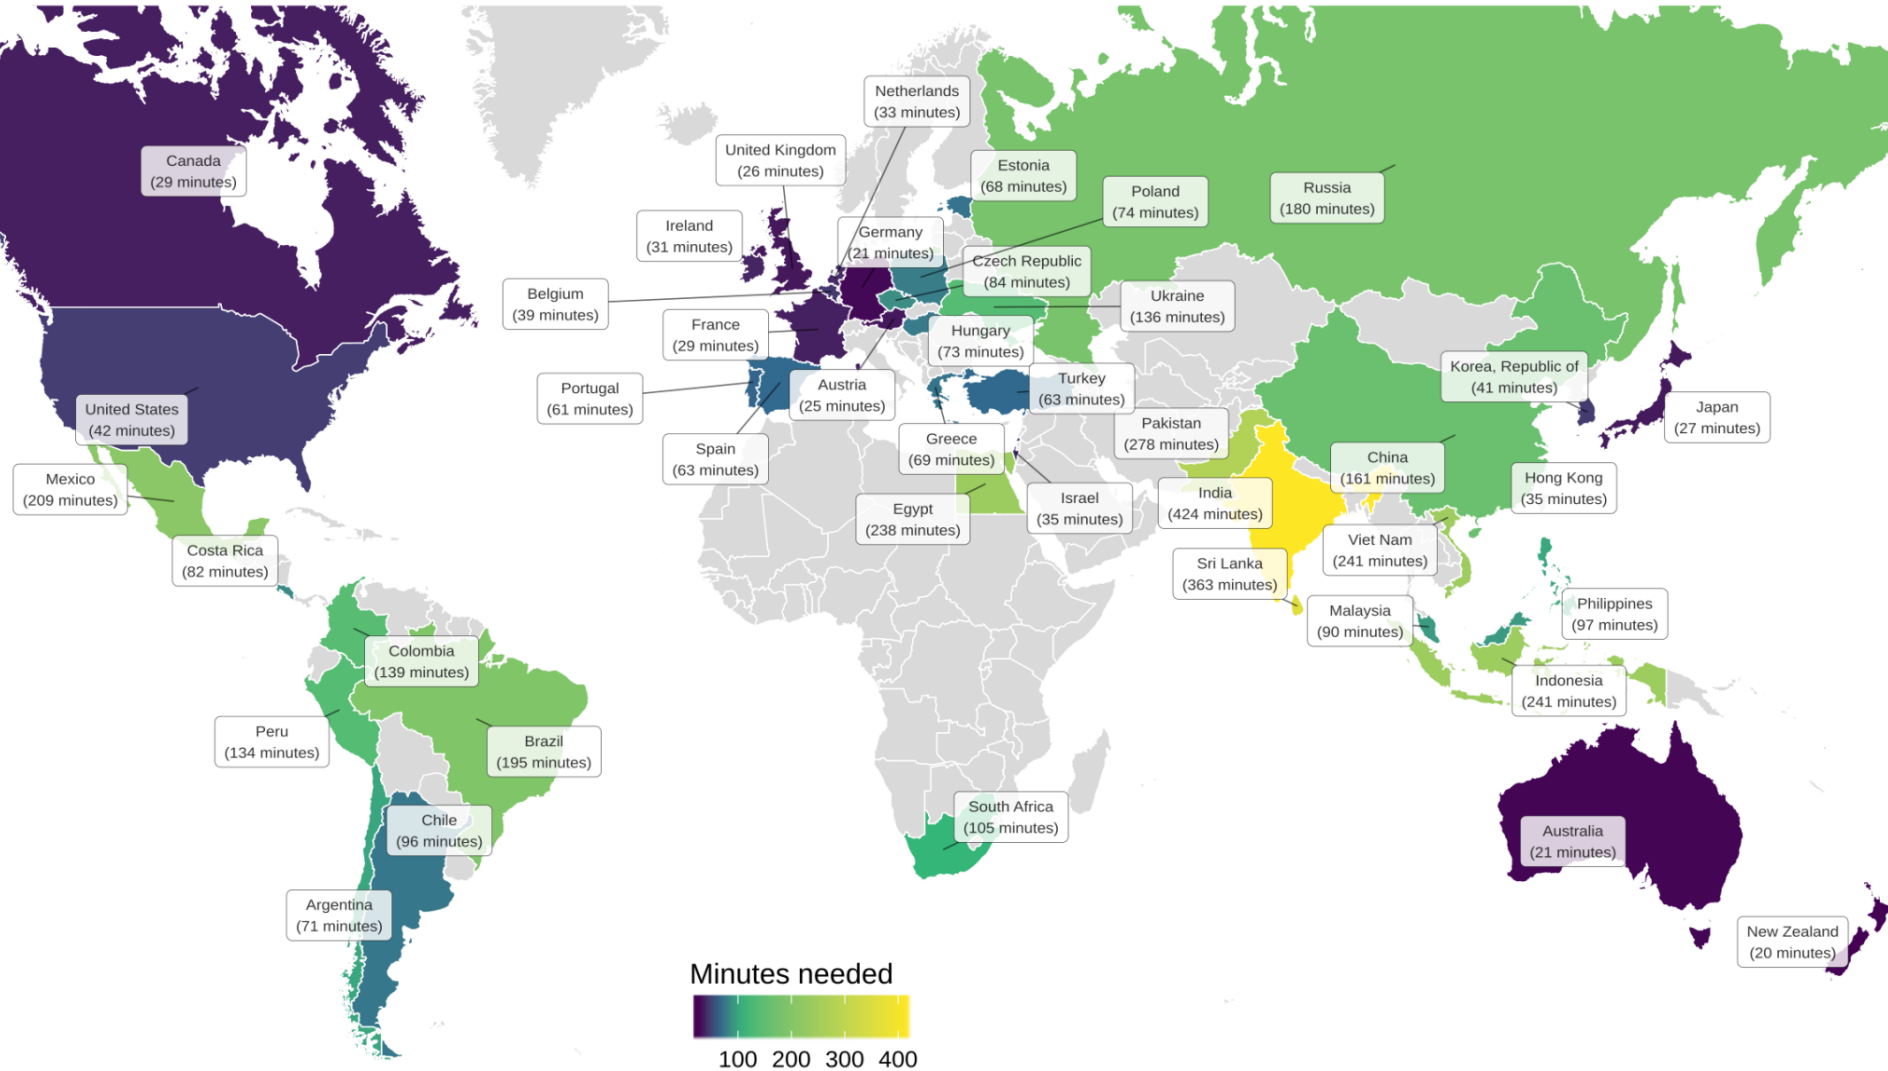 Netherlands
(33 minutes)
United Kingdom
(26 minutes)
Canada
(29 minutes)
Estonia
(68 minutes)
Poland
(74 minutes)
Russia
(180 minutes)
Ireland
(31 minutes)
Germany
(21 minutes)
Czech Republic
(84 minutes)
Belgium
(39 minutes)
Ukraine
(136 minutes)
France
(29 minutes)
Hungary
(73 minutes)
Korea, Republic of
(41 minutes)
Portugal
(61 minutes)
Austria
(25 minutes)
Turkey
(63 minutes)
United States
(42 minutes)
Japan
(27 minutes)
Pakistan
(278 minutes)
Spain
(63 minutes)
Greece
(69 minutes)
China
(161 minutes)
Mexico
(209 minutes)
Hong Kong
(35 minutes)
India
(424 minutes)
Israel
(35 minutes)
Egypt
(238 minutes)
Viet Nam
(241 minutes)
Costa Rica
(82 minutes)
Sri Lanka
(363 minutes)
Philippines
(97 minutes)
Malaysia
(90 minutes)
Colombia
(139 minutes)
Indonesia
(241 minutes)
Peru
(134 minutes)
Brazil
(195 minutes)
South Africa
(105 minutes)
Chile
(96 minutes)
Australia
(21 minutes)
Argentina
(71 minutes)
New Zealand
(20 minutes)
Minutes needed
100 200 300 400